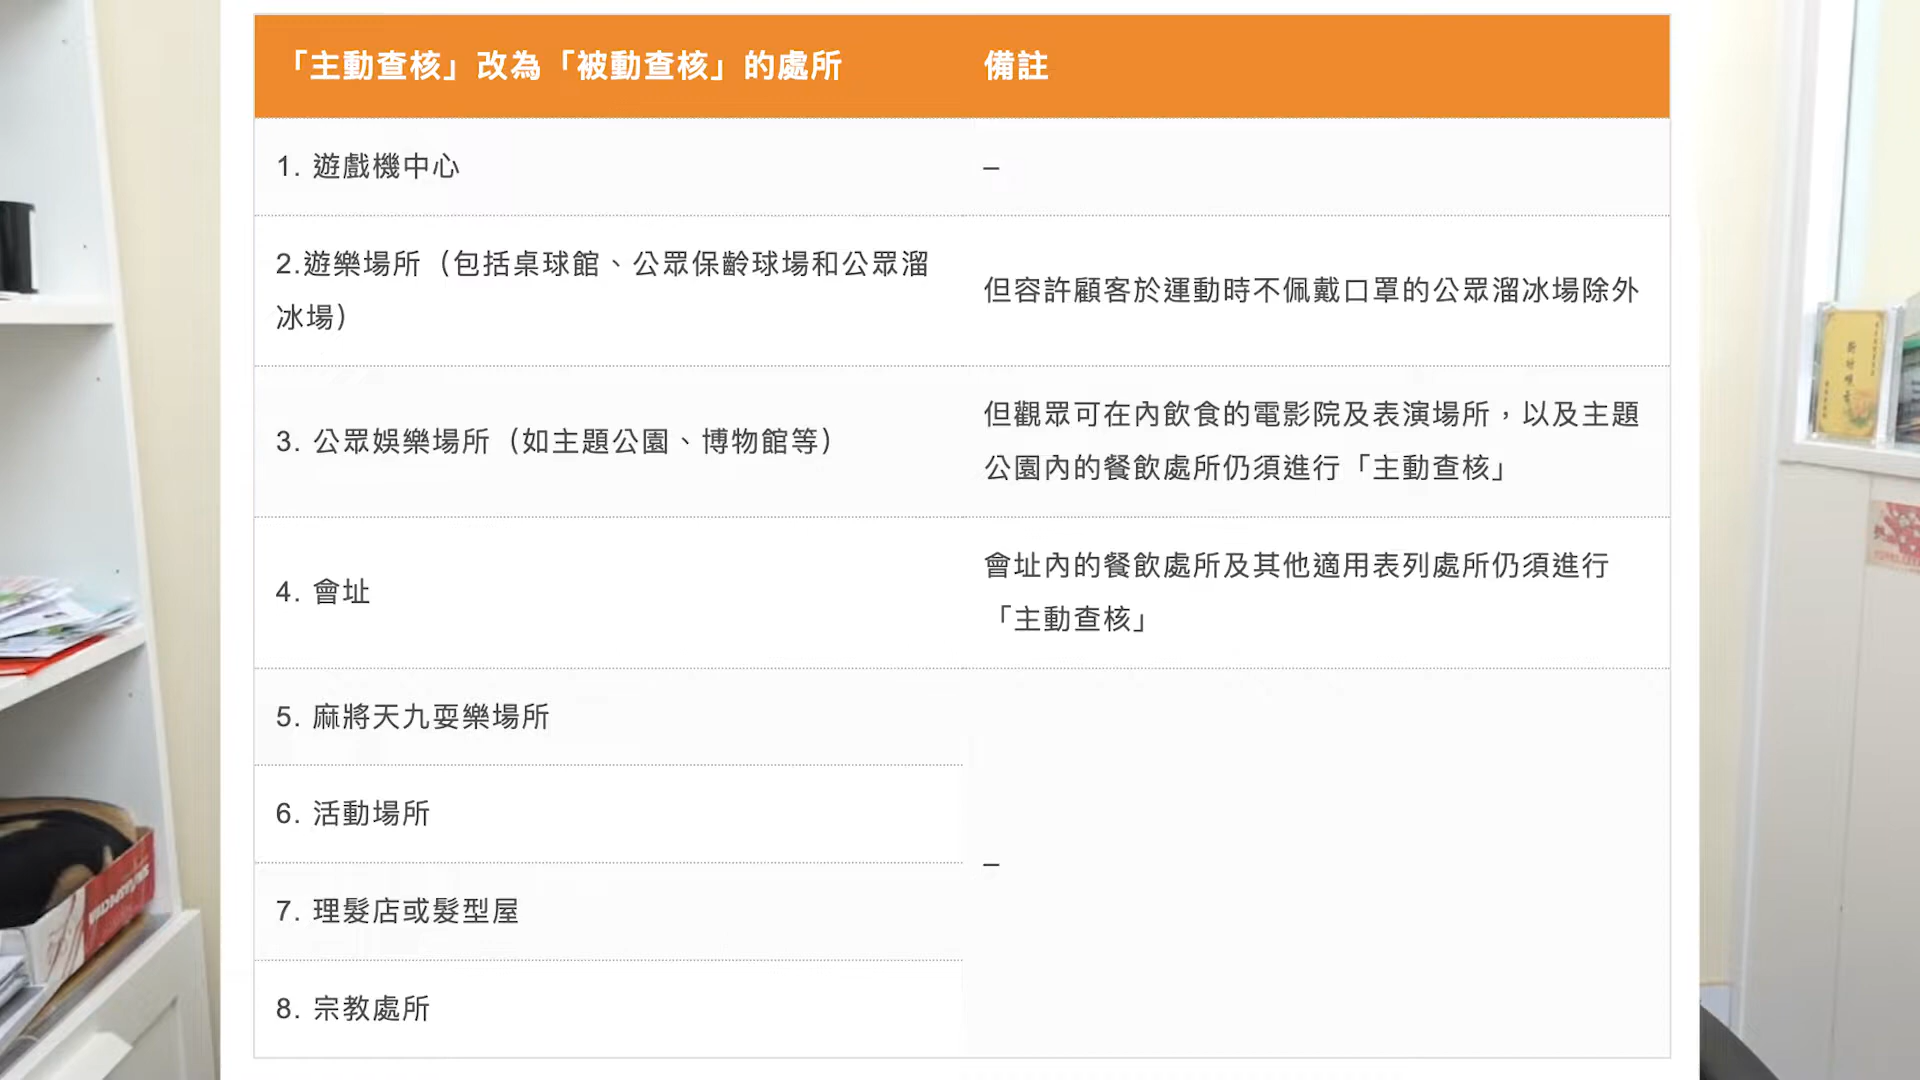 「主動查核」改為「被動查核」的處所
備註
1. 遊戲機中心
–
2.遊樂場所（包括桌球館、公眾保齡球場和公眾溜
冰場）
但容許顧客於運動時不佩戴口罩的公眾溜冰場除外
3. 公眾娛樂場所（如主題公園、博物館等）
但觀眾可在內飲食的電影院及表演場所，以及主題
公園內的餐飲處所仍須進行「主動查核」
4. 會址
會址內的餐飲處所及其他適用表列處所仍須進行
「主動查核」
5. 麻將天九耍樂場所
6. 活動場所
–
7. 理髮店或髮型屋
8. 宗教處所